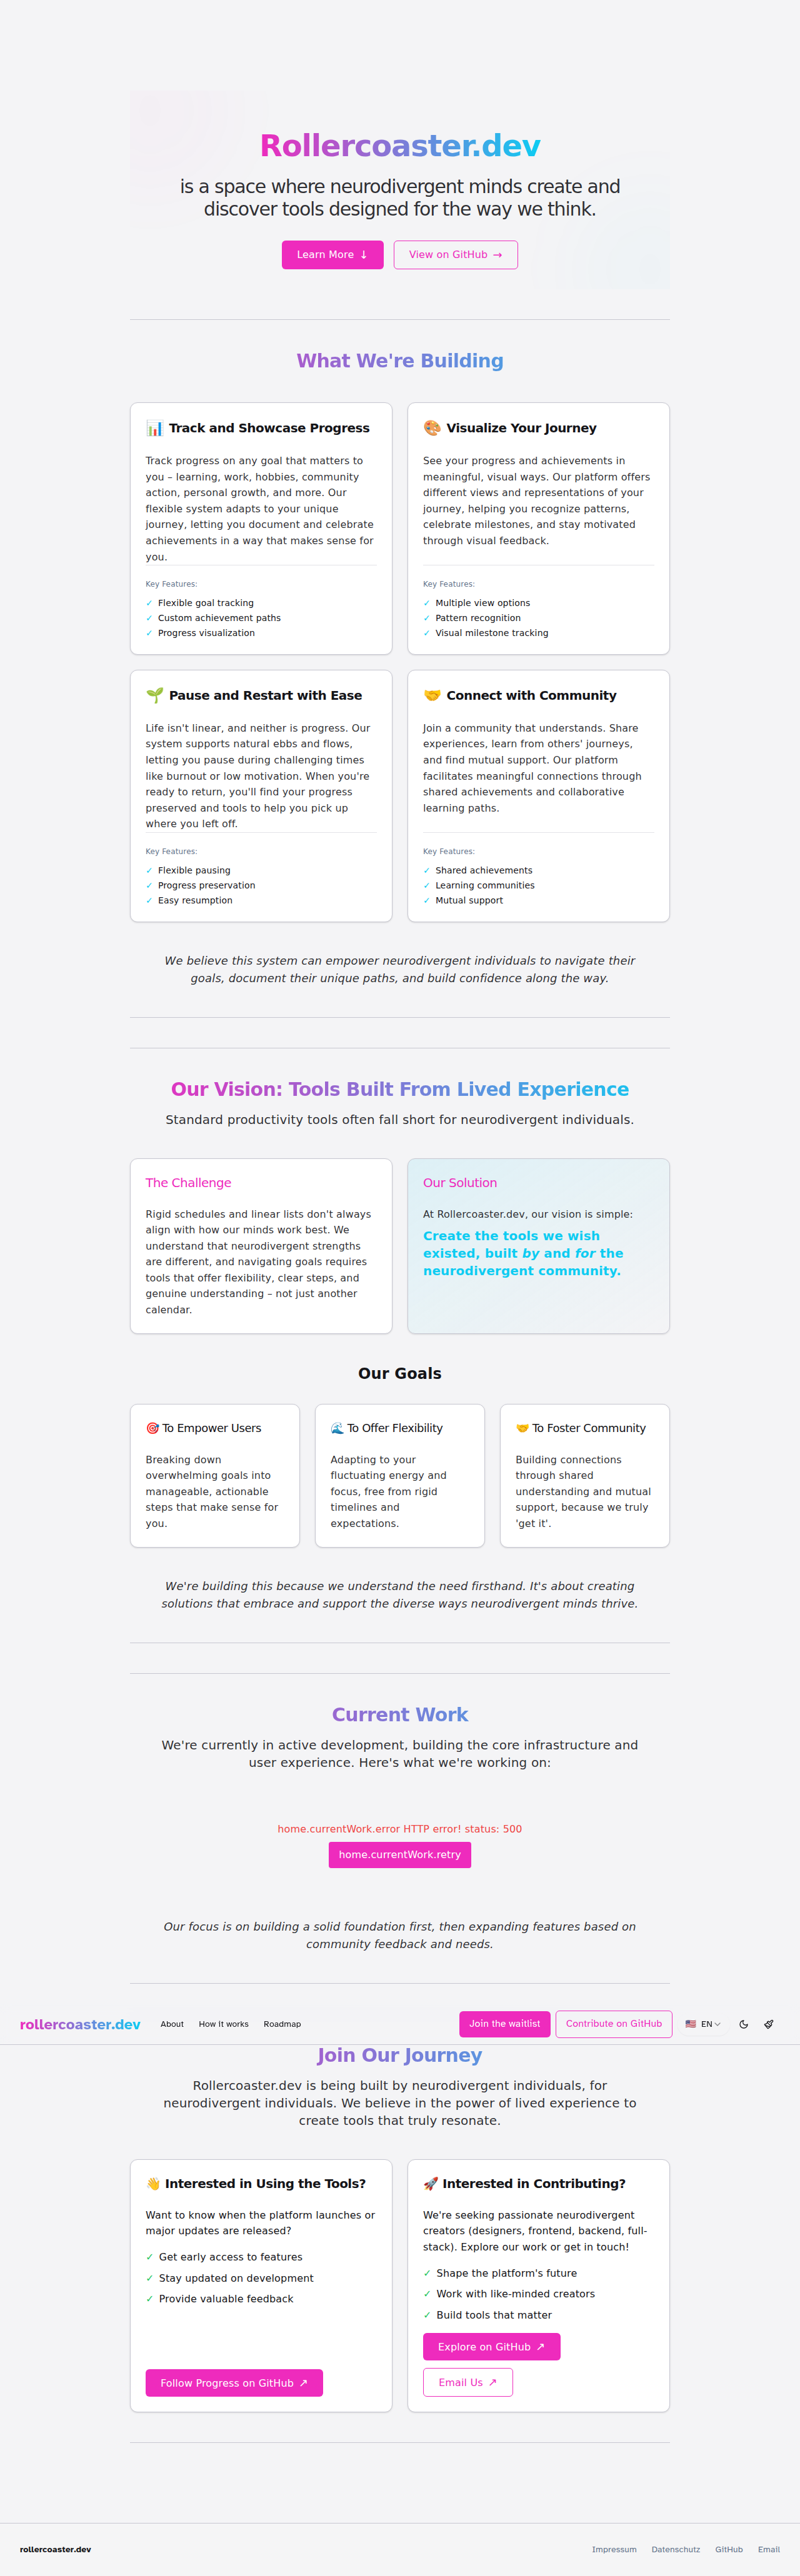 Rollercoaster.dev
is a space where neurodivergent minds create and
discover tools designed for the way we think.
Learn More ↓
View on GitHub →
What We're Building
📊 Track and Showcase Progress
Track progress on any goal that matters to
you – learning, work, hobbies, community
action, personal growth, and more. Our
flexible system adapts to your unique
journey, letting you document and celebrate
achievements in a way that makes sense for
you.
Key Features:
✓ Flexible goal tracking
✓ Custom achievement paths
✓ Progress visualization
🎨 Visualize Your Journey
See your progress and achievements in
meaningful, visual ways. Our platform offers
different views and representations of your
journey, helping you recognize patterns,
celebrate milestones, and stay motivated
through visual feedback.
Key Features:
✓ Multiple view options
✓ Pattern recognition
✓ Visual milestone tracking
🌱 Pause and Restart with Ease
Life isn't linear, and neither is progress. Our
system supports natural ebbs and flows,
letting you pause during challenging times
like burnout or low motivation. When you're
ready to return, you'll find your progress
preserved and tools to help you pick up
where you left off.
Key Features:
✓ Flexible pausing
✓ Progress preservation
✓ Easy resumption
🤝 Connect with Community
Join a community that understands. Share
experiences, learn from others' journeys,
and find mutual support. Our platform
facilitates meaningful connections through
shared achievements and collaborative
learning paths.
Key Features:
✓ Shared achievements
✓ Learning communities
✓ Mutual support
We believe this system can empower neurodivergent individuals to navigate their
goals, document their unique paths, and build confidence along the way.
Our Vision: Tools Built From Lived Experience
Standard productivity tools often fall short for neurodivergent individuals.
The Challenge
Rigid schedules and linear lists don't always
align with how our minds work best. We
understand that neurodivergent strengths
are different, and navigating goals requires
tools that offer flexibility, clear steps, and
genuine understanding – not just another
calendar.
Our Solution
At Rollercoaster.dev, our vision is simple:
Create the tools we wish
existed, built by and for the
neurodivergent community.
Our Goals
🎯 To Empower Users
Breaking down
overwhelming goals into
manageable, actionable
steps that make sense for
you.
🌊 To Offer Flexibility
Adapting to your
fluctuating energy and
focus, free from rigid
timelines and
expectations.
🤝 To Foster Community
Building connections
through shared
understanding and mutual
support, because we truly
'get it'.
We're building this because we understand the need firsthand. It's about creating
solutions that embrace and support the diverse ways neurodivergent minds thrive.
Current Work
We're currently in active development, building the core infrastructure and
user experience. Here's what we're working on:
home.currentWork.error HTTP error! status: 500
home.currentWork.retry
Our focus is on building a solid foundation first, then expanding features based on
community feedback and needs.
rollercoaster.dev
About
How It works
Roadmap
Join the waitlist
Contribute on GitHub
🇺🇸 EN
Join Our Journey
Rollercoaster.dev is being built by neurodivergent individuals, for
neurodivergent individuals. We believe in the power of lived experience to
create tools that truly resonate.
👋 Interested in Using the Tools?
Want to know when the platform launches or
major updates are released?
✓ Get early access to features
✓ Stay updated on development
✓ Provide valuable feedback
Follow Progress on GitHub ↗
🚀 Interested in Contributing?
We're seeking passionate neurodivergent
creators (designers, frontend, backend, full-
stack). Explore our work or get in touch!
✓ Shape the platform's future
✓ Work with like-minded creators
✓ Build tools that matter
Explore on GitHub ↗
Email Us ↗
rollercoaster.dev
Impressum
Datenschutz
GitHub
Email